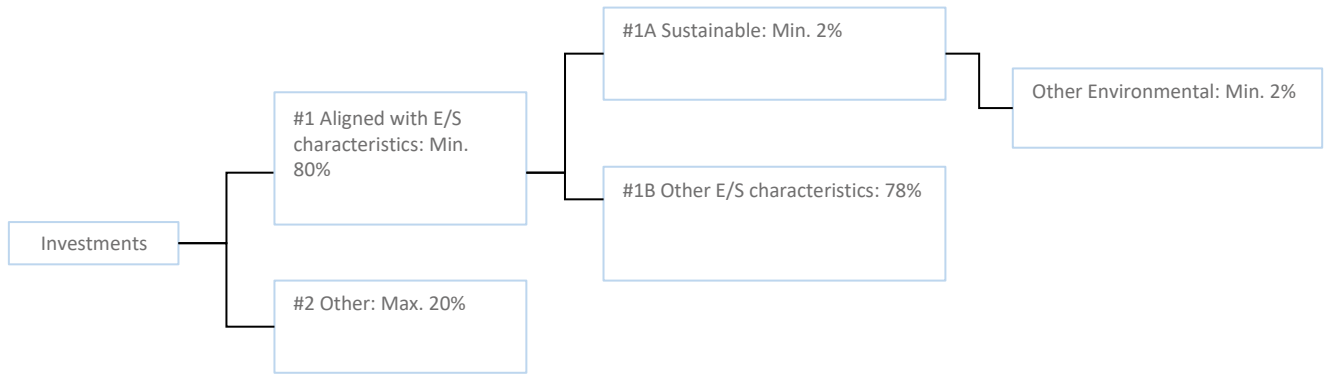 Investments
#1 Aligned with E/S
characteristics: Min.
80%
#2 Other: Max. 20%
#1A Sustainable: Min. 2%
#1B Other E/S characteristics: 78%
Other Environmental: Min. 2%